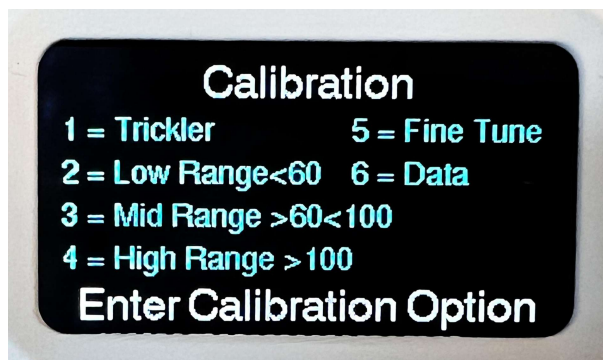 Calibration
1 = Trickler 5 = Fine Tune
2 = Low Range<60 6 = Data
3 = Mid Range >60<100
4 = High Range >100
Enter Calibration Option